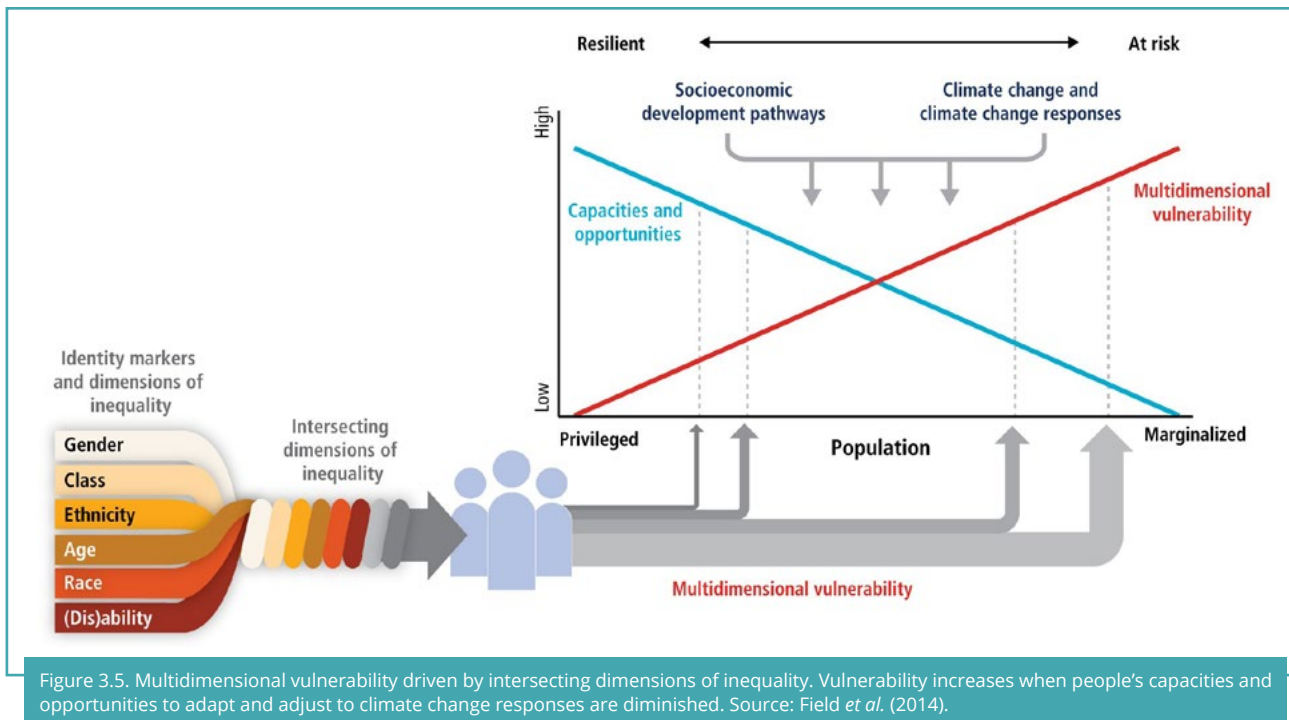 Resilient
At risk
Socioeconomic
development pathways
Climate change and
climate change responses
High
Capacities and
opportunities
Multidimensional
vulnerability
Low
Privileged
Population
Marginalized
Identity markers
and dimensions of
inequality
Gender
Class
Ethnicity
Age
Race
(Dis)ability
Intersecting
dimensions of
inequality
Multidimensional vulnerability
Figure 3.5. Multidimensional vulnerability driven by intersecting dimensions of inequality. Vulnerability increases when people’s capacities and
opportunities to adapt and adjust to climate change responses are diminished. Source: Field et al. (2014).